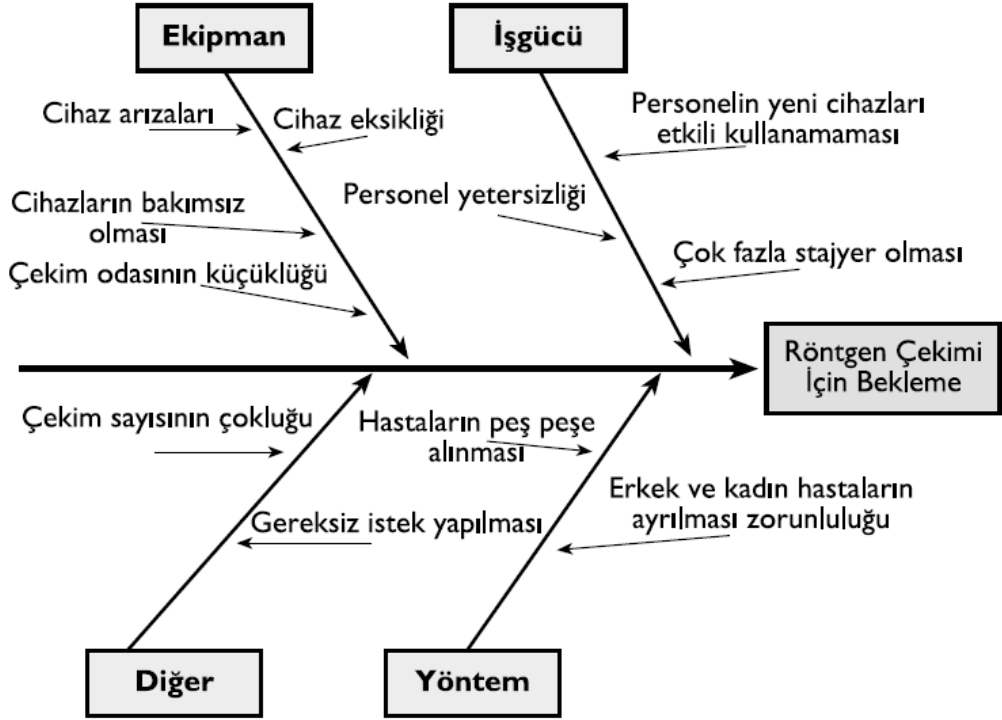 Ekipman
İşgücü
Cihaz arızaları
Cihaz eksikliği
Personelin yeni cihazları
etkili kullanamaması
Cihazların bakımsız
olması
Personel yetersizliği
Çekim odasının küçüklüğü
Çok fazla stajyer olması
Röntgen Çekimi
İçin Bekleme
Çekim sayısının çokluğu
Hastaların peş peşe
alınması
Gereksiz istek yapılması
Erkek ve kadın hastaların
ayrılması zorunluluğu
Diğer
Yöntem